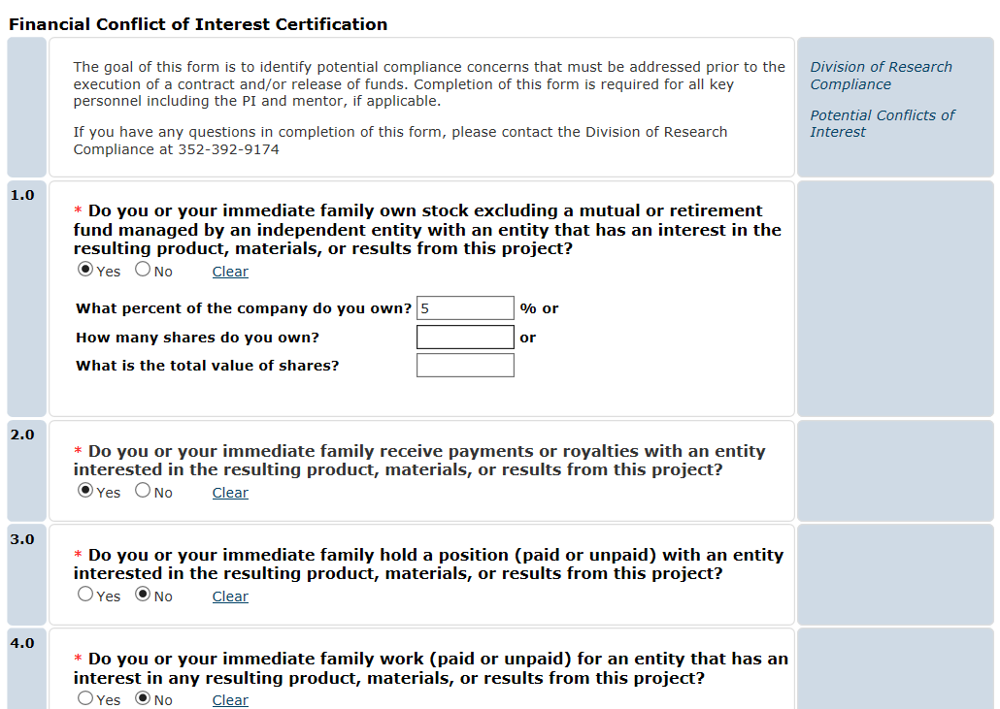 Financial Conflict of Interest Certification
The goal of this form is to identify potential compliance concerns that must be addressed prior to the
execution of a contract and/or release of funds. Completion of this form is required for all key
personnel including the PI and mentor, if applicable.
If you have any questions in completion of this form, please contact the Division of Research
Compliance at 352-392-9174
Division of Research
Compliance
Potential Conflicts of
Interest
1.0
* Do you or your immediate family own stock excluding a mutual or retirement
fund managed by an independent entity with an entity that has an interest in the
resulting product, materials, or results from this project?
Yes No Clear
What percent of the company do you own? 5 % or
How many shares do you own? or
What is the total value of shares?
2.0
* Do you or your immediate family receive payments or royalties with an entity
interested in the resulting product, materials, or results from this project?
Yes No Clear
3.0
* Do you or your immediate family hold a position (paid or unpaid) with an entity
interested in the resulting product, materials, or results from this project?
Yes No Clear
4.0
* Do you or your immediate family work (paid or unpaid) for an entity that has an
interest in any resulting product, materials, or results from this project?
Yes No Clear